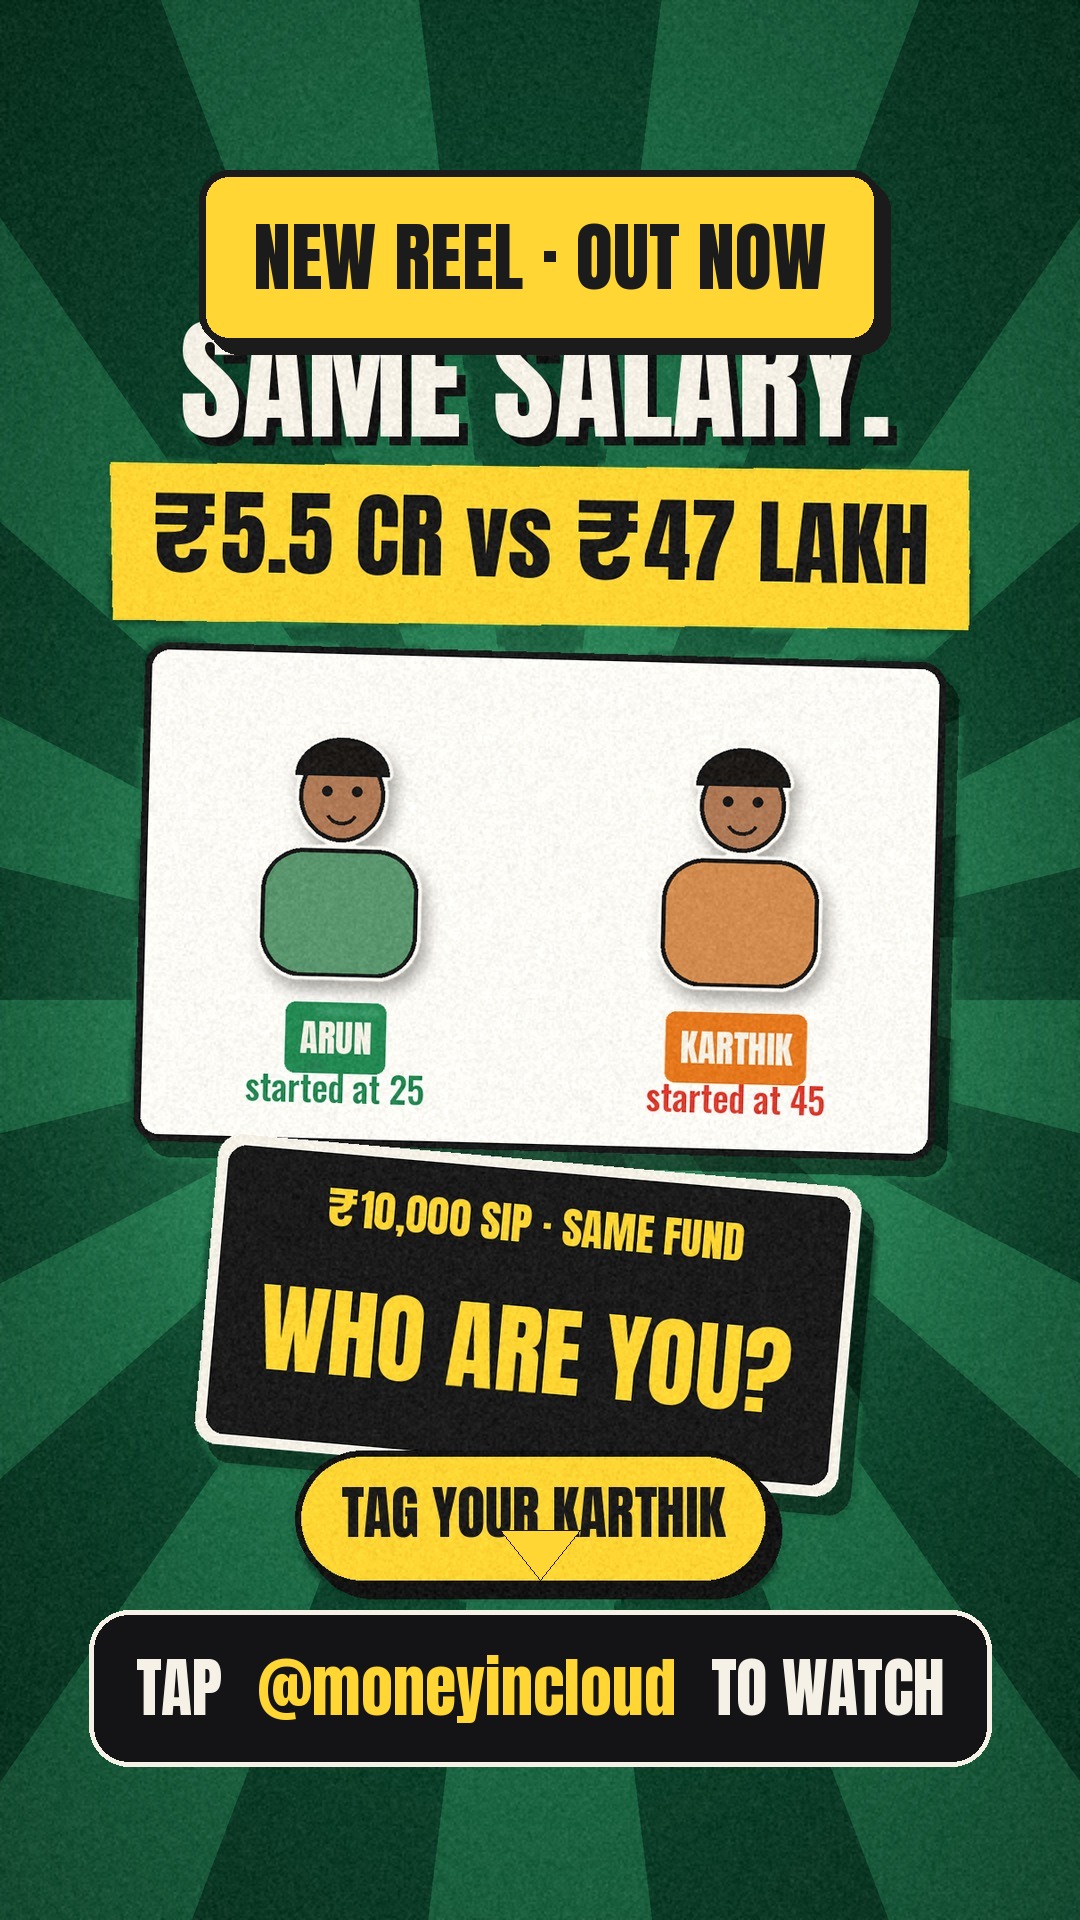 NEW REEL · OUT NOW
SAME SALARY.
₹5.5 CR vs ₹47 LAKH
ARUN
started at 25
KARTHIK
started at 45
₹10,000 SIP · SAME FUND
WHO ARE YOU?
TAG YOUR KARTHIK
TAP @moneyincloud TO WATCH